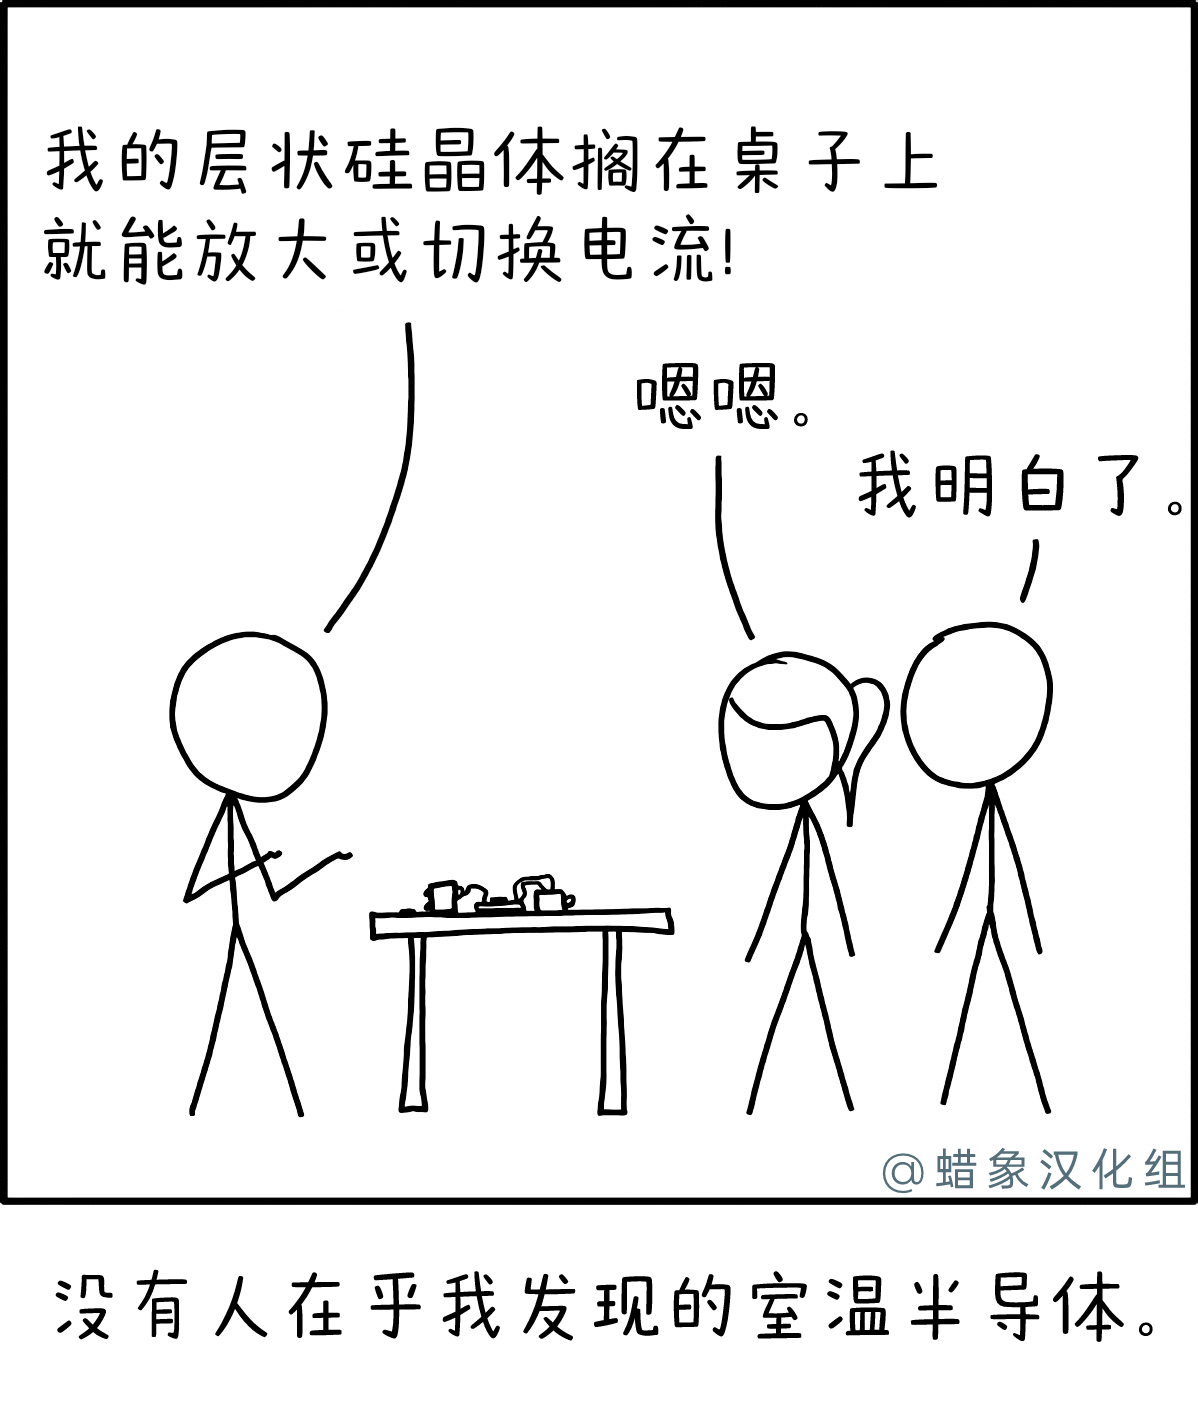 我的层状硅晶体搁在桌子上
就能放大或切换电流!
嗯嗯。
我明白了。
@蜡象汉化组
没有人在乎我发现的室温半导体。